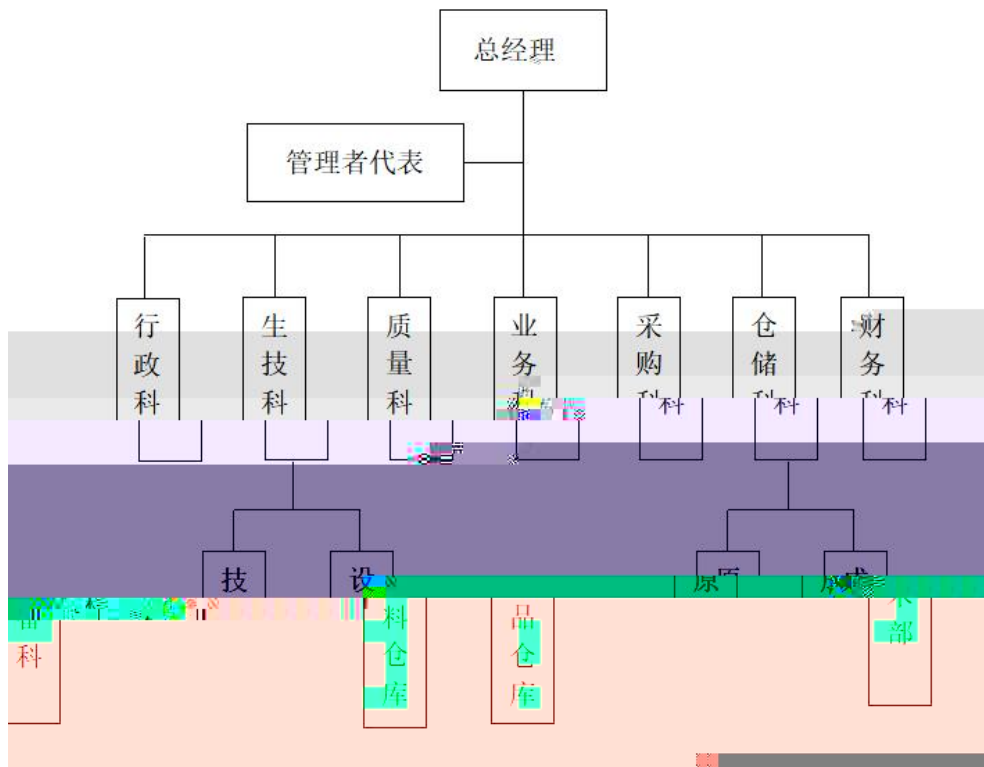 总经理
管理者代表
行政科
生技科
质量科
业务
采购科
仓储科
财务科
技
设
原
成
备科
料仓库
品仓库
部